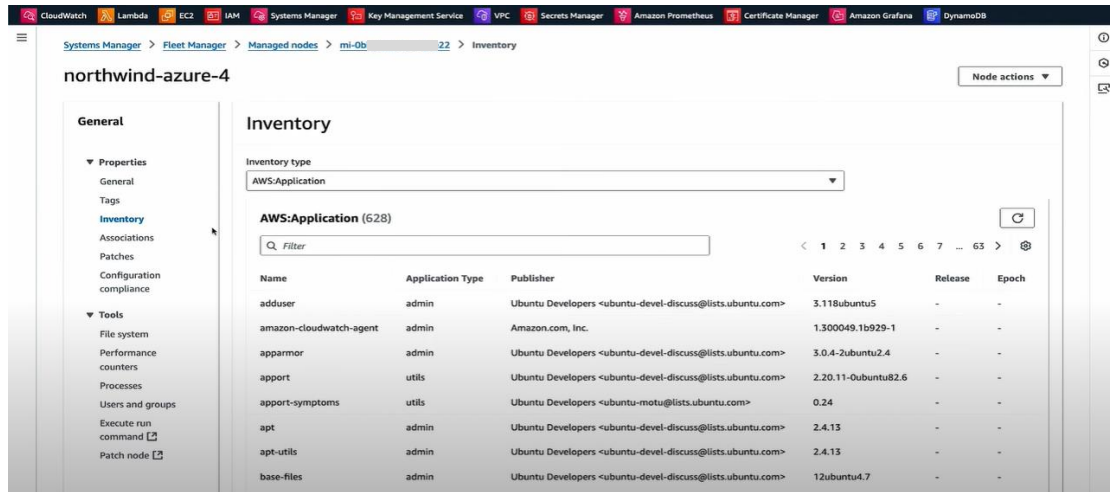 CloudWatch Lambda EC2 IAM Systems Manager Key Management Service VPC Secrets Manager Amazon Prometheus Certificate Manager Amazon Grafana DynamoDB
Systems Manager > Fleet Manager > Managed nodes > mi-0b 22 > Inventory
northwind-azure-4
Node actions
General
Properties
General
Tags
Inventory
Associations
Patches
Configuration
compliance
Tools
File system
Performance
counters
Processes
Users and groups
Execute run
command
Patch node
Inventory
Inventory type
AWS:Application
AWS:Application (628)
Filter
< 1 2 3 4 5 6 7 ... 63 >
Name Application Type Publisher Version Release Epoch
adduser admin Ubuntu Developers <ubuntu-devel-discuss@lists.ubuntu.com> 3.118ubuntu5 - -
amazon-cloudwatch-agent admin Amazon.com, Inc. 1.300049.1b929-1 - -
apparmor admin Ubuntu Developers <ubuntu-devel-discuss@lists.ubuntu.com> 3.0.4-2ubuntu2.4 - -
apport utils Ubuntu Developers <ubuntu-devel-discuss@lists.ubuntu.com> 2.20.11-0ubuntu82.6 - -
apport-symptoms utils Ubuntu Developers <ubuntu-motu@lists.ubuntu.com> 0.24 - -
apt admin Ubuntu Developers <ubuntu-devel-discuss@lists.ubuntu.com> 2.4.13 - -
apt-utils admin Ubuntu Developers <ubuntu-devel-discuss@lists.ubuntu.com> 2.4.13 - -
base-files admin Ubuntu Developers <ubuntu-devel-discuss@lists.ubuntu.com> 12ubuntu4.7 - -